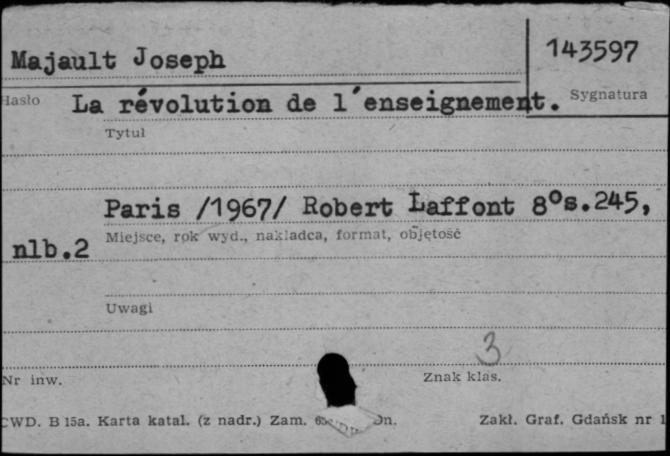 Majault Joseph
143597
Hasło
La révolution de l'enseignement.
Sygnatura
Tytuł
Paris /1967/ Robert Laffont 8°s.245,
Miejsce, rok wyd., nakładca, format, objętość
nlb.2
Uwagi
3
Nr inw.
Znak klas.
CWD. B 15a. Karta katal. (z nadr.) Zam.
Zakł. Graf. Gdańsk nr 1